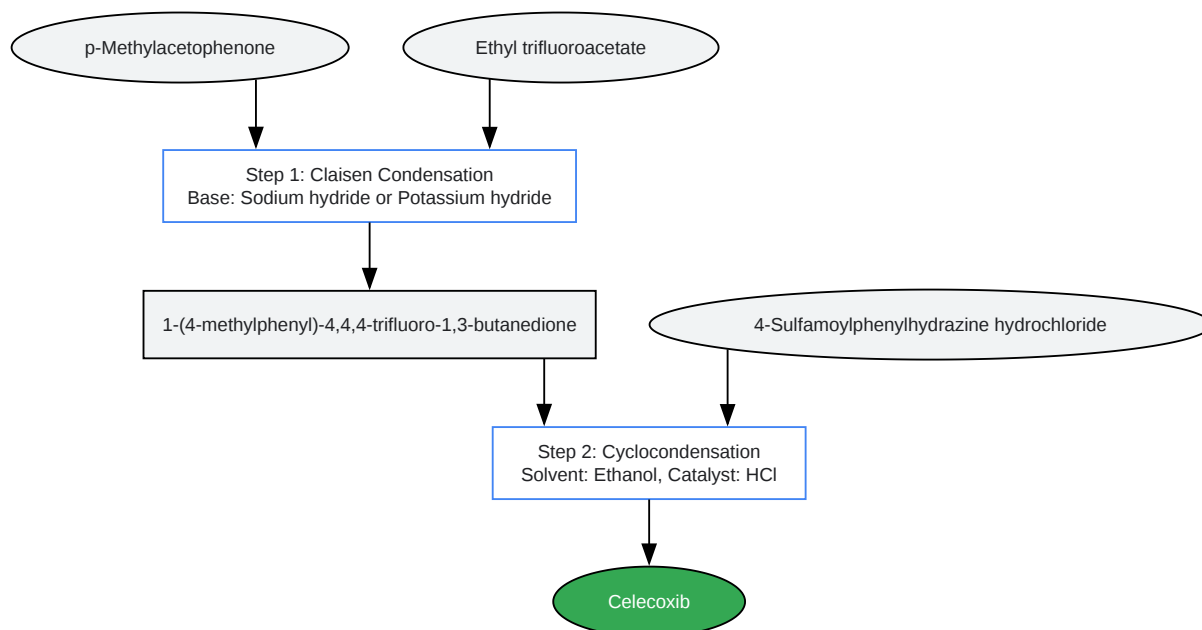 p-Methylacetophenone
Ethyl trifluoroacetate
Step 1: Claisen Condensation
Base: Sodium hydride or Potassium hydride
1-(4-methylphenyl)-4,4,4-trifluoro-1,3-butanedione
4-Sulfamoylphenylhydrazine hydrochloride
Step 2: Cyclocondensation
Solvent: Ethanol, Catalyst: HCl
Celecoxib